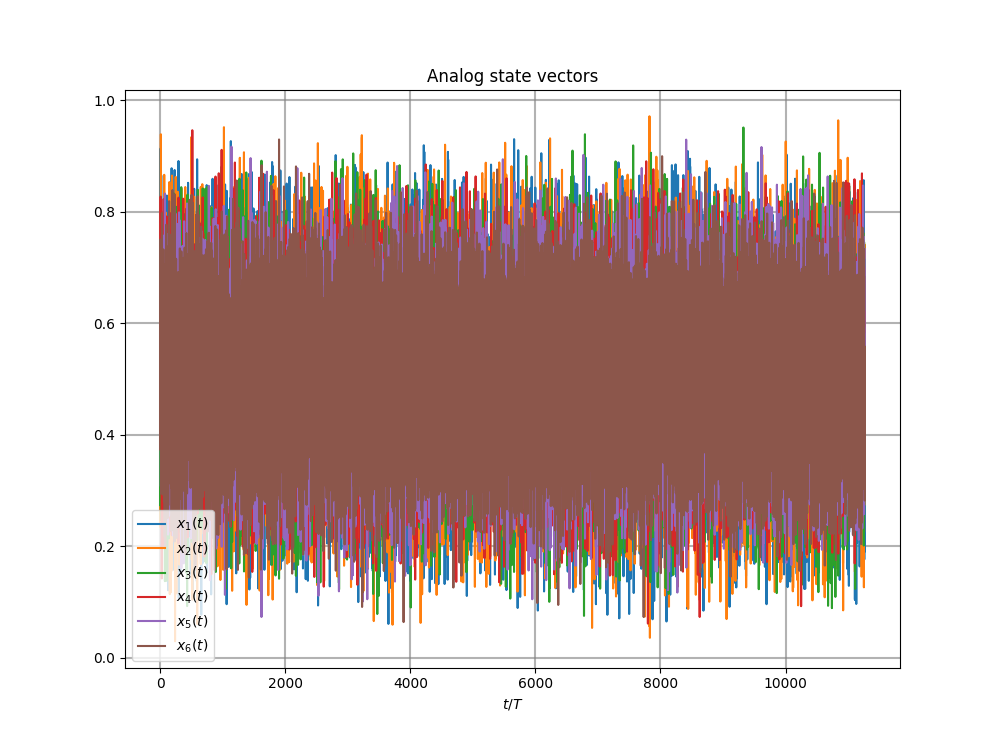 Analog state vectors
1.0
0.8
0.6
0.4
0.2
0.0
x₁(t)
x₂(t)
x₃(t)
x₄(t)
x₅(t)
x₆(t)
0 2000 4000 6000 8000 10000
t/T